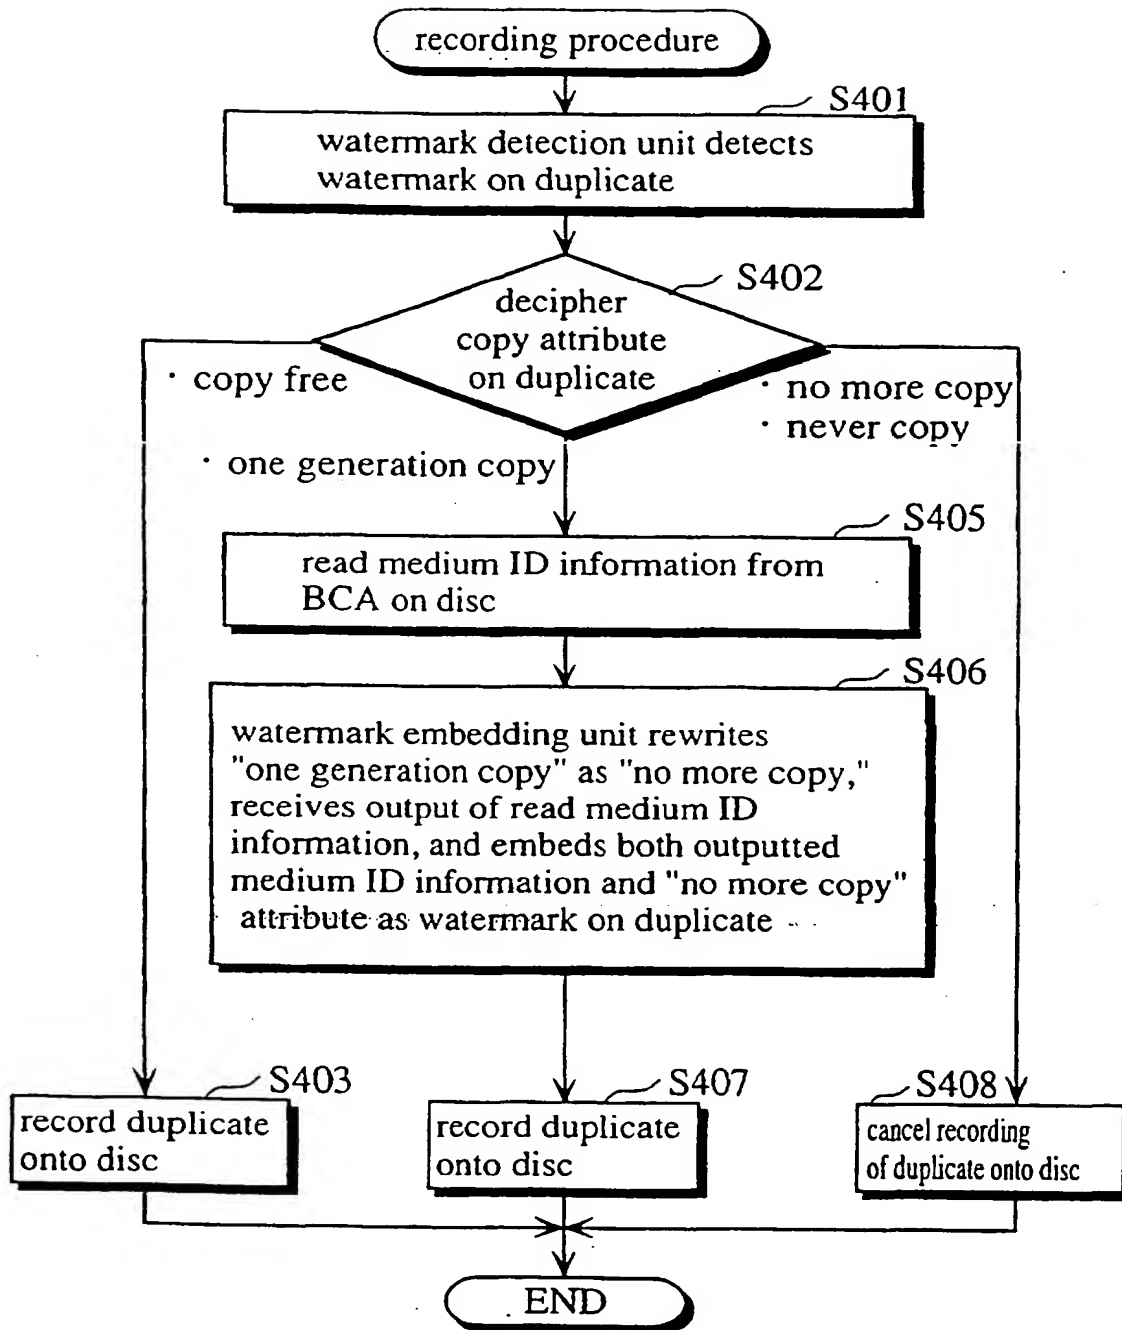 recording procedure
S401
watermark detection unit detects
watermark on duplicate
S402
decipher
copy attribute
on duplicate
· copy free
· no more copy
· never copy
· one generation copy
S405
read medium ID information from
BCA on disc
S406
watermark embedding unit rewrites
"one generation copy" as "no more copy,"
receives output of read medium ID
information, and embeds both outputted
medium ID information and "no more copy"
attribute as watermark on duplicate
S403
record duplicate
onto disc
S407
record duplicate
onto disc
S408
cancel recording
of duplicate onto disc
END